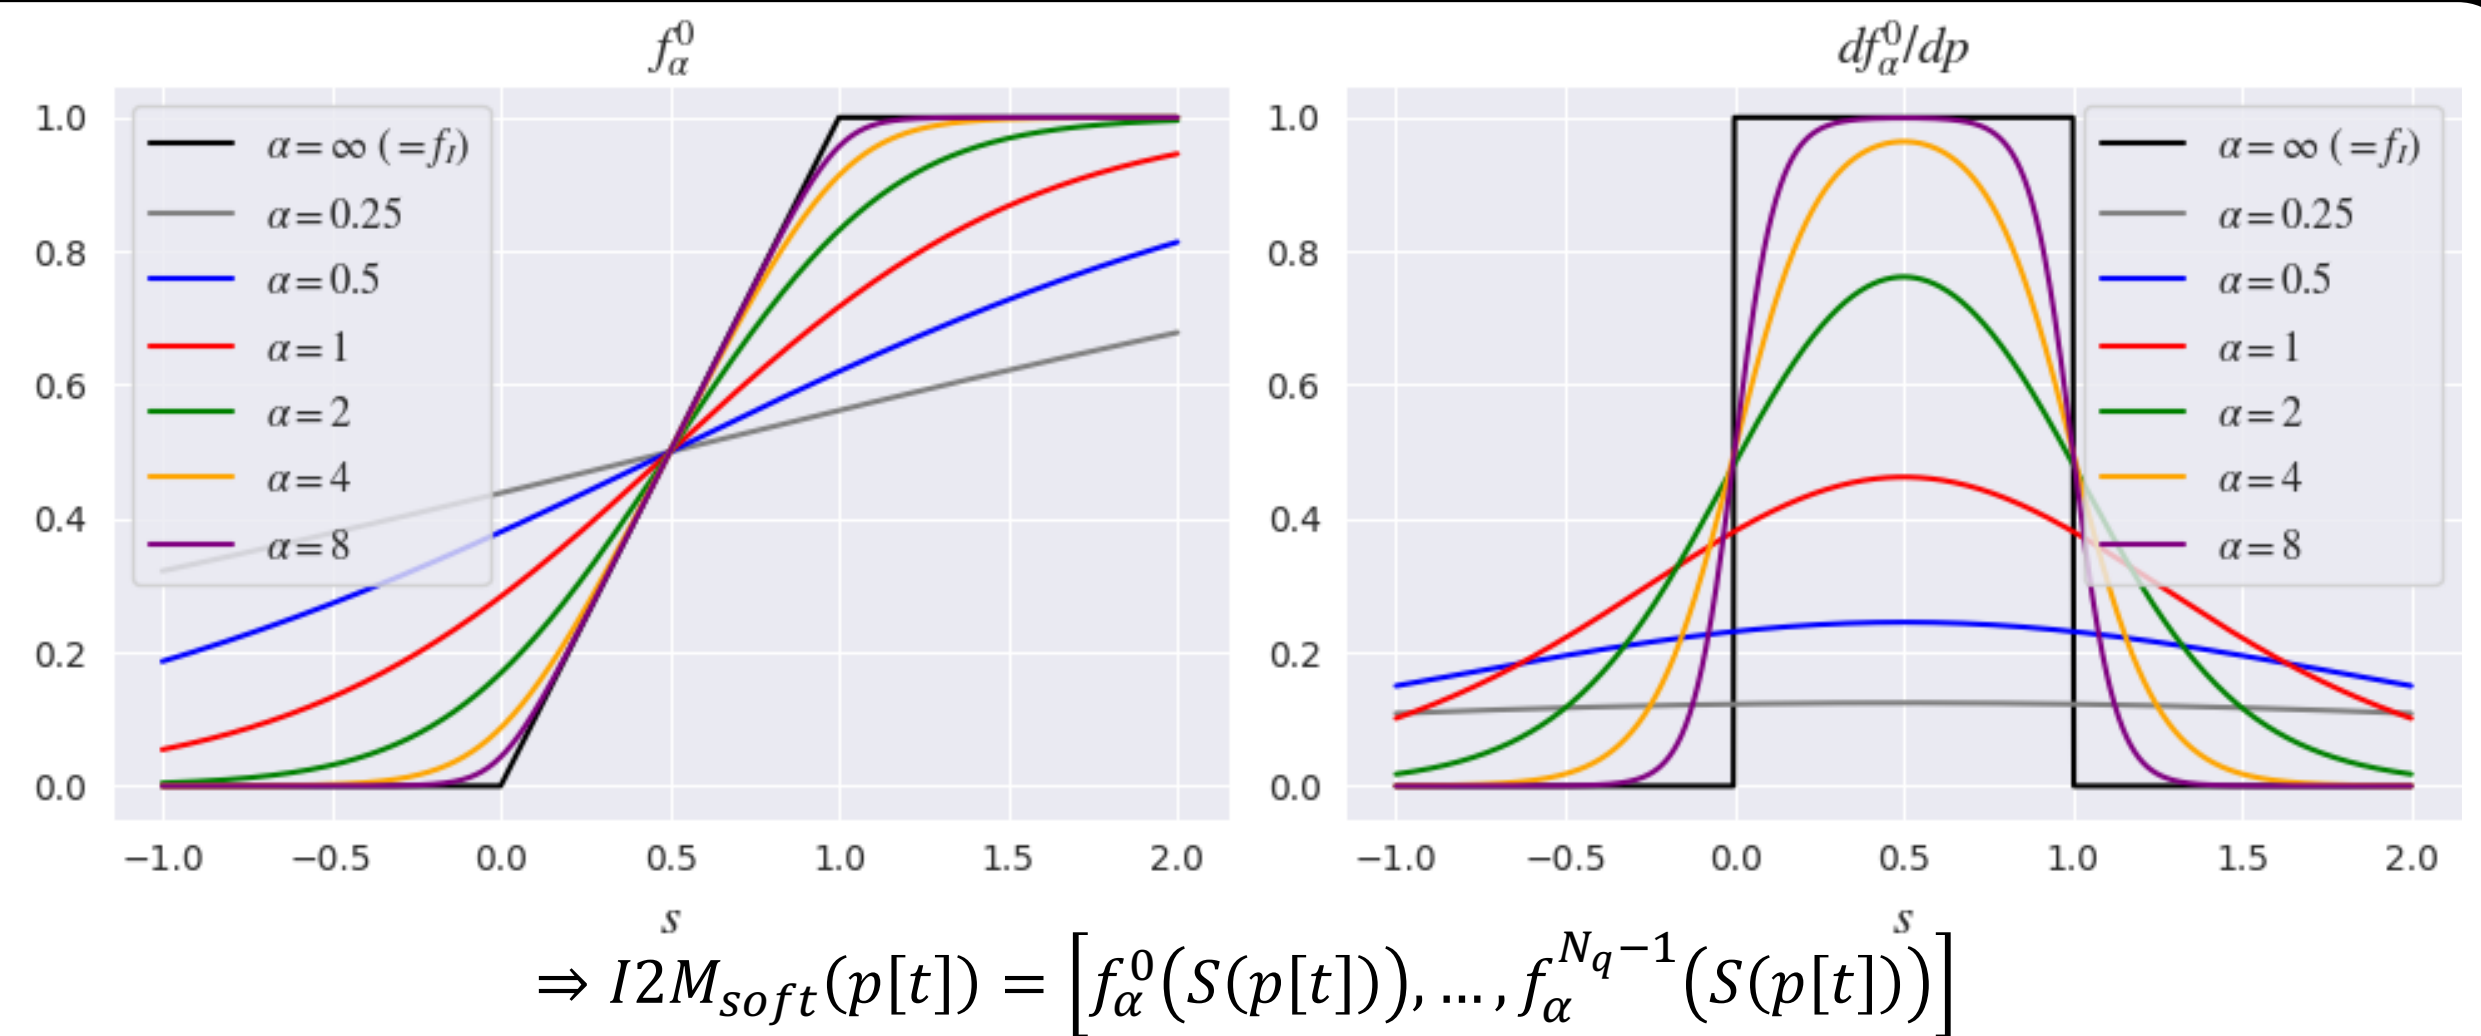 f_α^0
df_α^0/dp
1.0
0.8
0.6
0.4
0.2
0.0
α=∞ (=f_I)
α=0.25
α=0.5
α=1
α=2
α=4
α=8
−1.0 −0.5 0.0 0.5 1.0 1.5 2.0
s
1.0
0.8
0.6
0.4
0.2
0.0
α=∞ (=f_I)
α=0.25
α=0.5
α=1
α=2
α=4
α=8
−1.0 −0.5 0.0 0.5 1.0 1.5 2.0
s
⇒ I2M_{soft}(p[t]) = [f_α^0(S(p[t])), … , f_α^{N_q−1}(S(p[t]))]